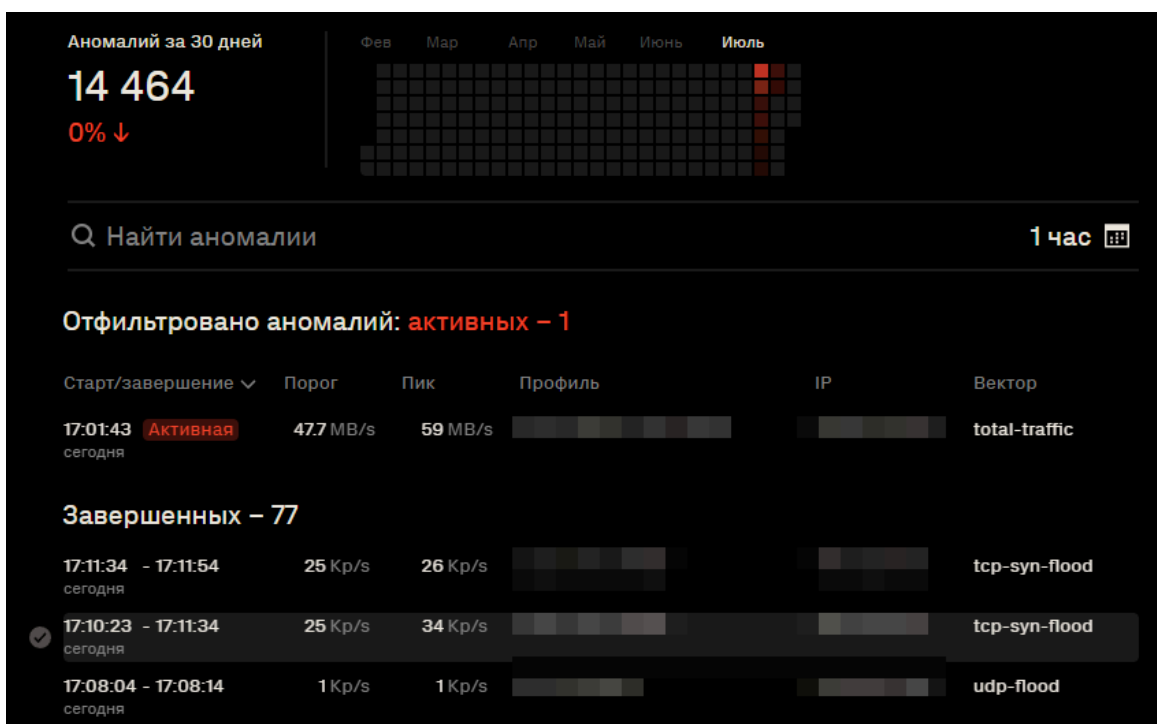 Аномалий за 30 дней
14 464
0% ↓
Фев Мар Апр Май Июнь Июль
Найти аномалии 1 час
Отфильтровано аномалий: активных – 1
Старт/завершение Порог Пик Профиль IP Вектор
17:01:43 Активная 47.7 MB/s 59 MB/s total-traffic
сегодня
Завершенных – 77
17:11:34 - 17:11:54 25 Kp/s 26 Kp/s tcp-syn-flood
сегодня
17:10:23 - 17:11:34 25 Kp/s 34 Kp/s tcp-syn-flood
сегодня
17:08:04 - 17:08:14 1 Kp/s 1 Kp/s udp-flood
сегодня